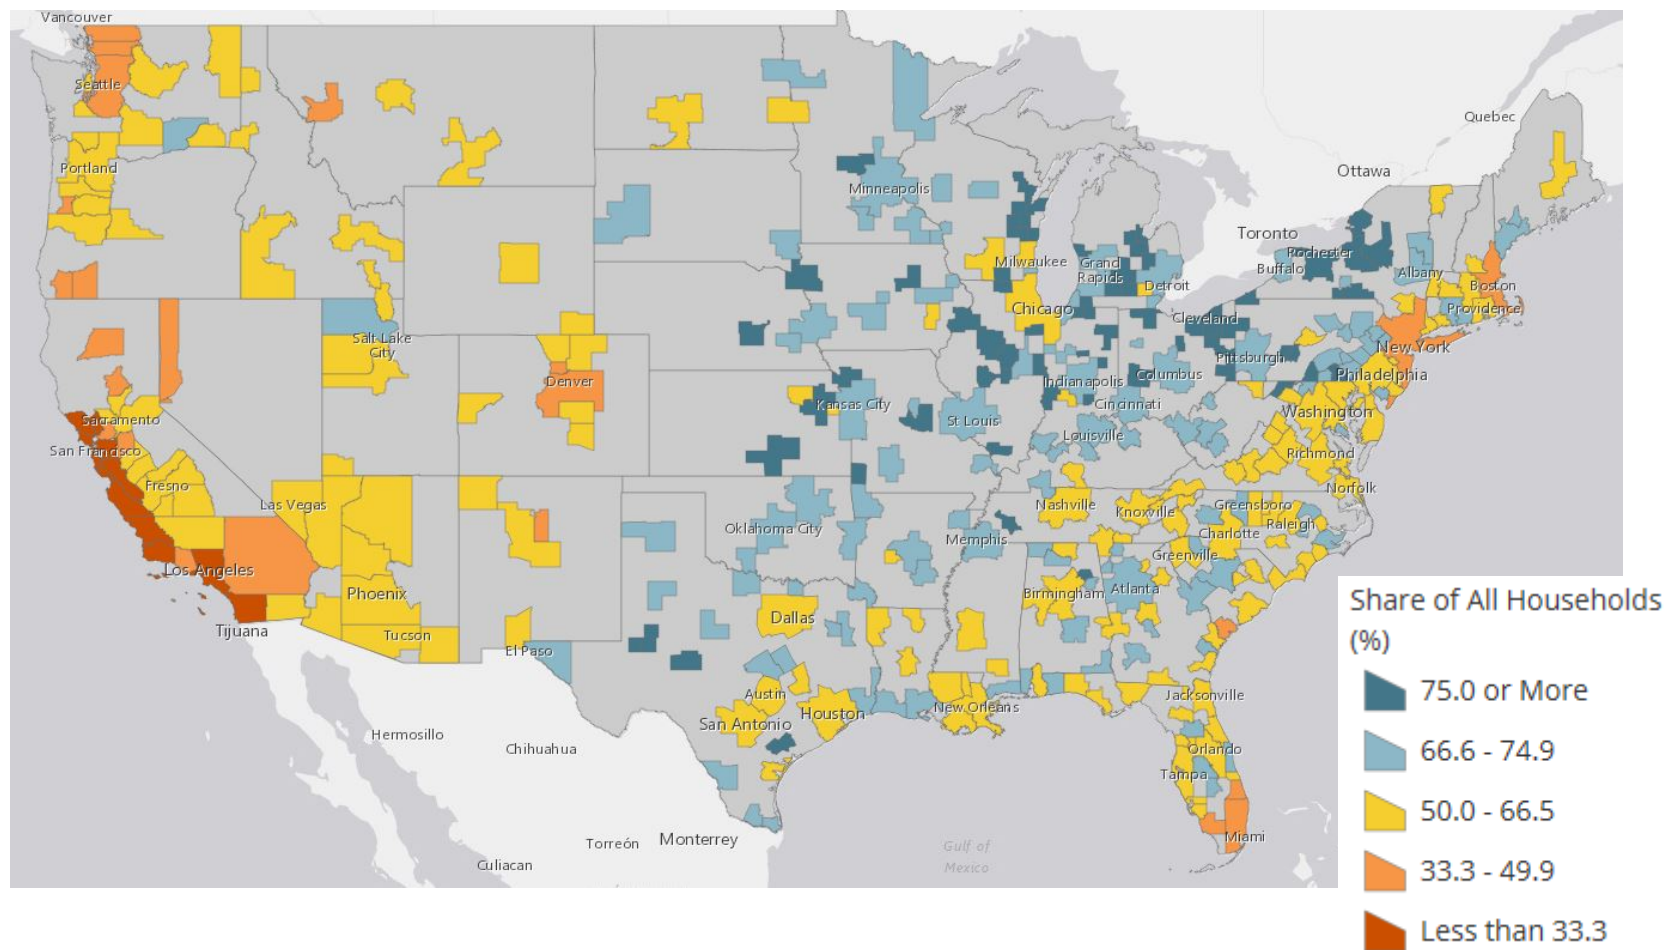 Vancouver
Quebec
Seattle
Ottawa
Portland
Minneapolis
Toronto
Rochester
Milwaukee
Grand
Rapids
Buffalo
Albany
Detroit
Boston
Chicago
Providence
Cleveland
Salt Lake
City
New York
Pittsburgh
Denver
Indianapolis
Columbus
Philadelphia
Kansas City
Cincinnati
Washington
Sacramento
St Louis
Louisville
San Francisco
Richmond
Fresno
Norfolk
Las Vegas
Nashville
Knoxville
Greensboro
Raleigh
Oklahoma City
Memphis
Charlotte
Greenville
Los Angeles
Phoenix
Birmingham
Atlanta
Dallas
Tijuana
Tucson
El Paso
Austin
Jacksonville
San Antonio
Houston
New Orleans
Hermosillo
Chihuahua
Orlando
Tampa
Torreón
Monterrey
Miami
Gulf of
Mexico
Culiacan
Share of All Households
(%)
75.0 or More
66.6 - 74.9
50.0 - 66.5
33.3 - 49.9
Less than 33.3